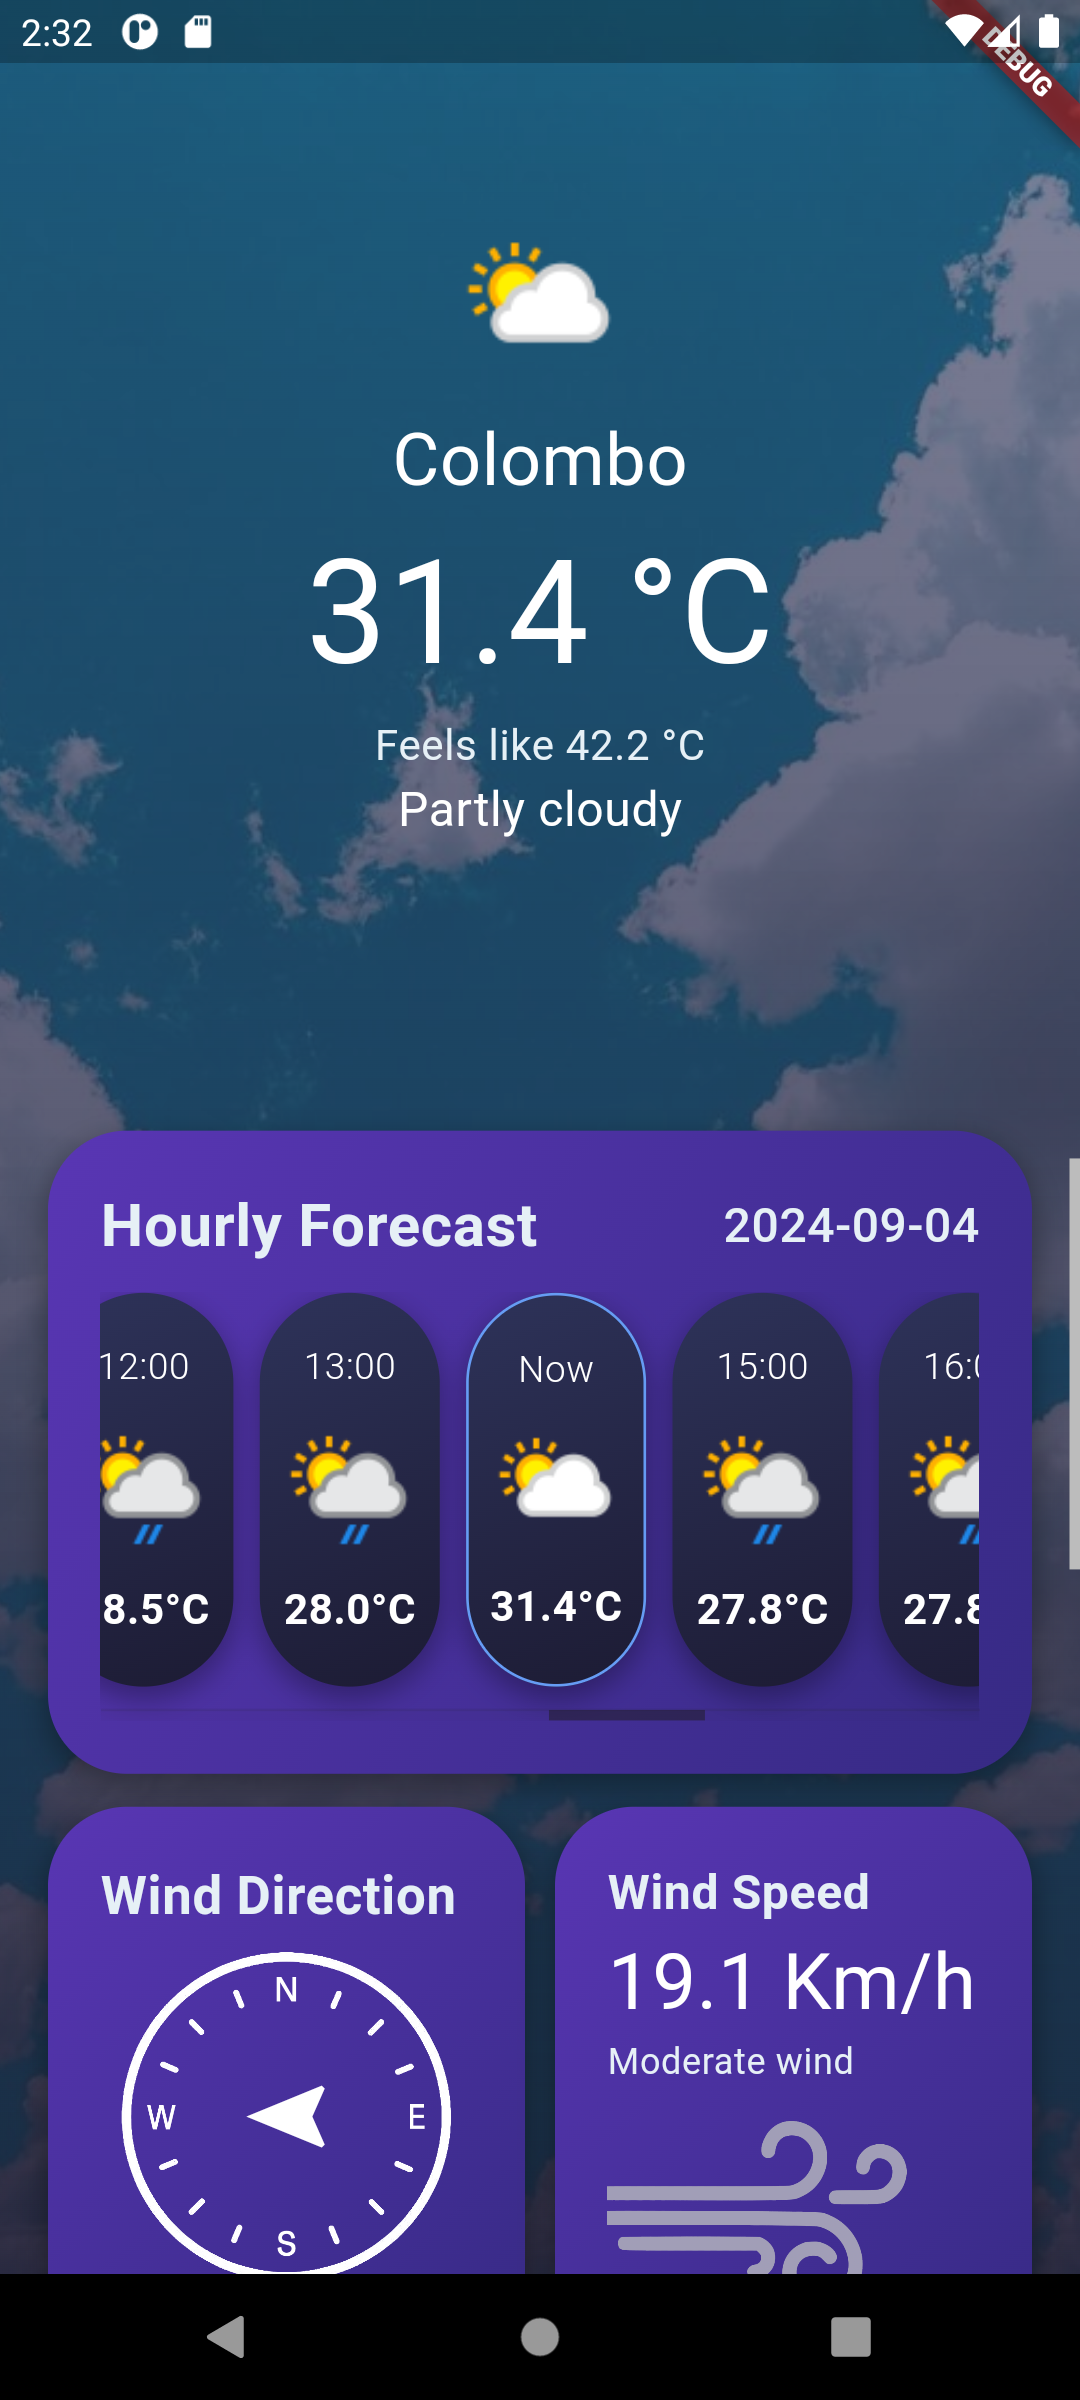 2:32
DEBUG
Colombo
31.4 °C
Feels like 42.2 °C
Partly cloudy
Hourly Forecast 2024-09-04
12:00 13:00 Now 15:00 16:0
8.5°C 28.0°C 31.4°C 27.8°C 27.8
Wind Direction
N
W E
S
Wind Speed
19.1 Km/h
Moderate wind